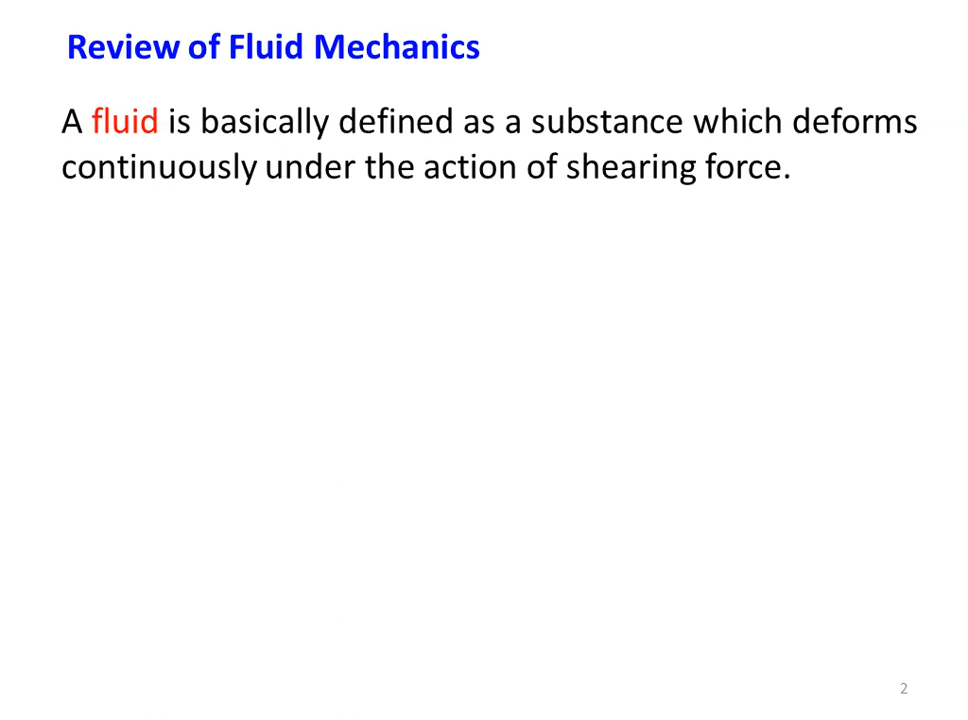 Review of Fluid Mechanics
A fluid is basically defined as a substance which deforms
continuously under the action of shearing force.
2